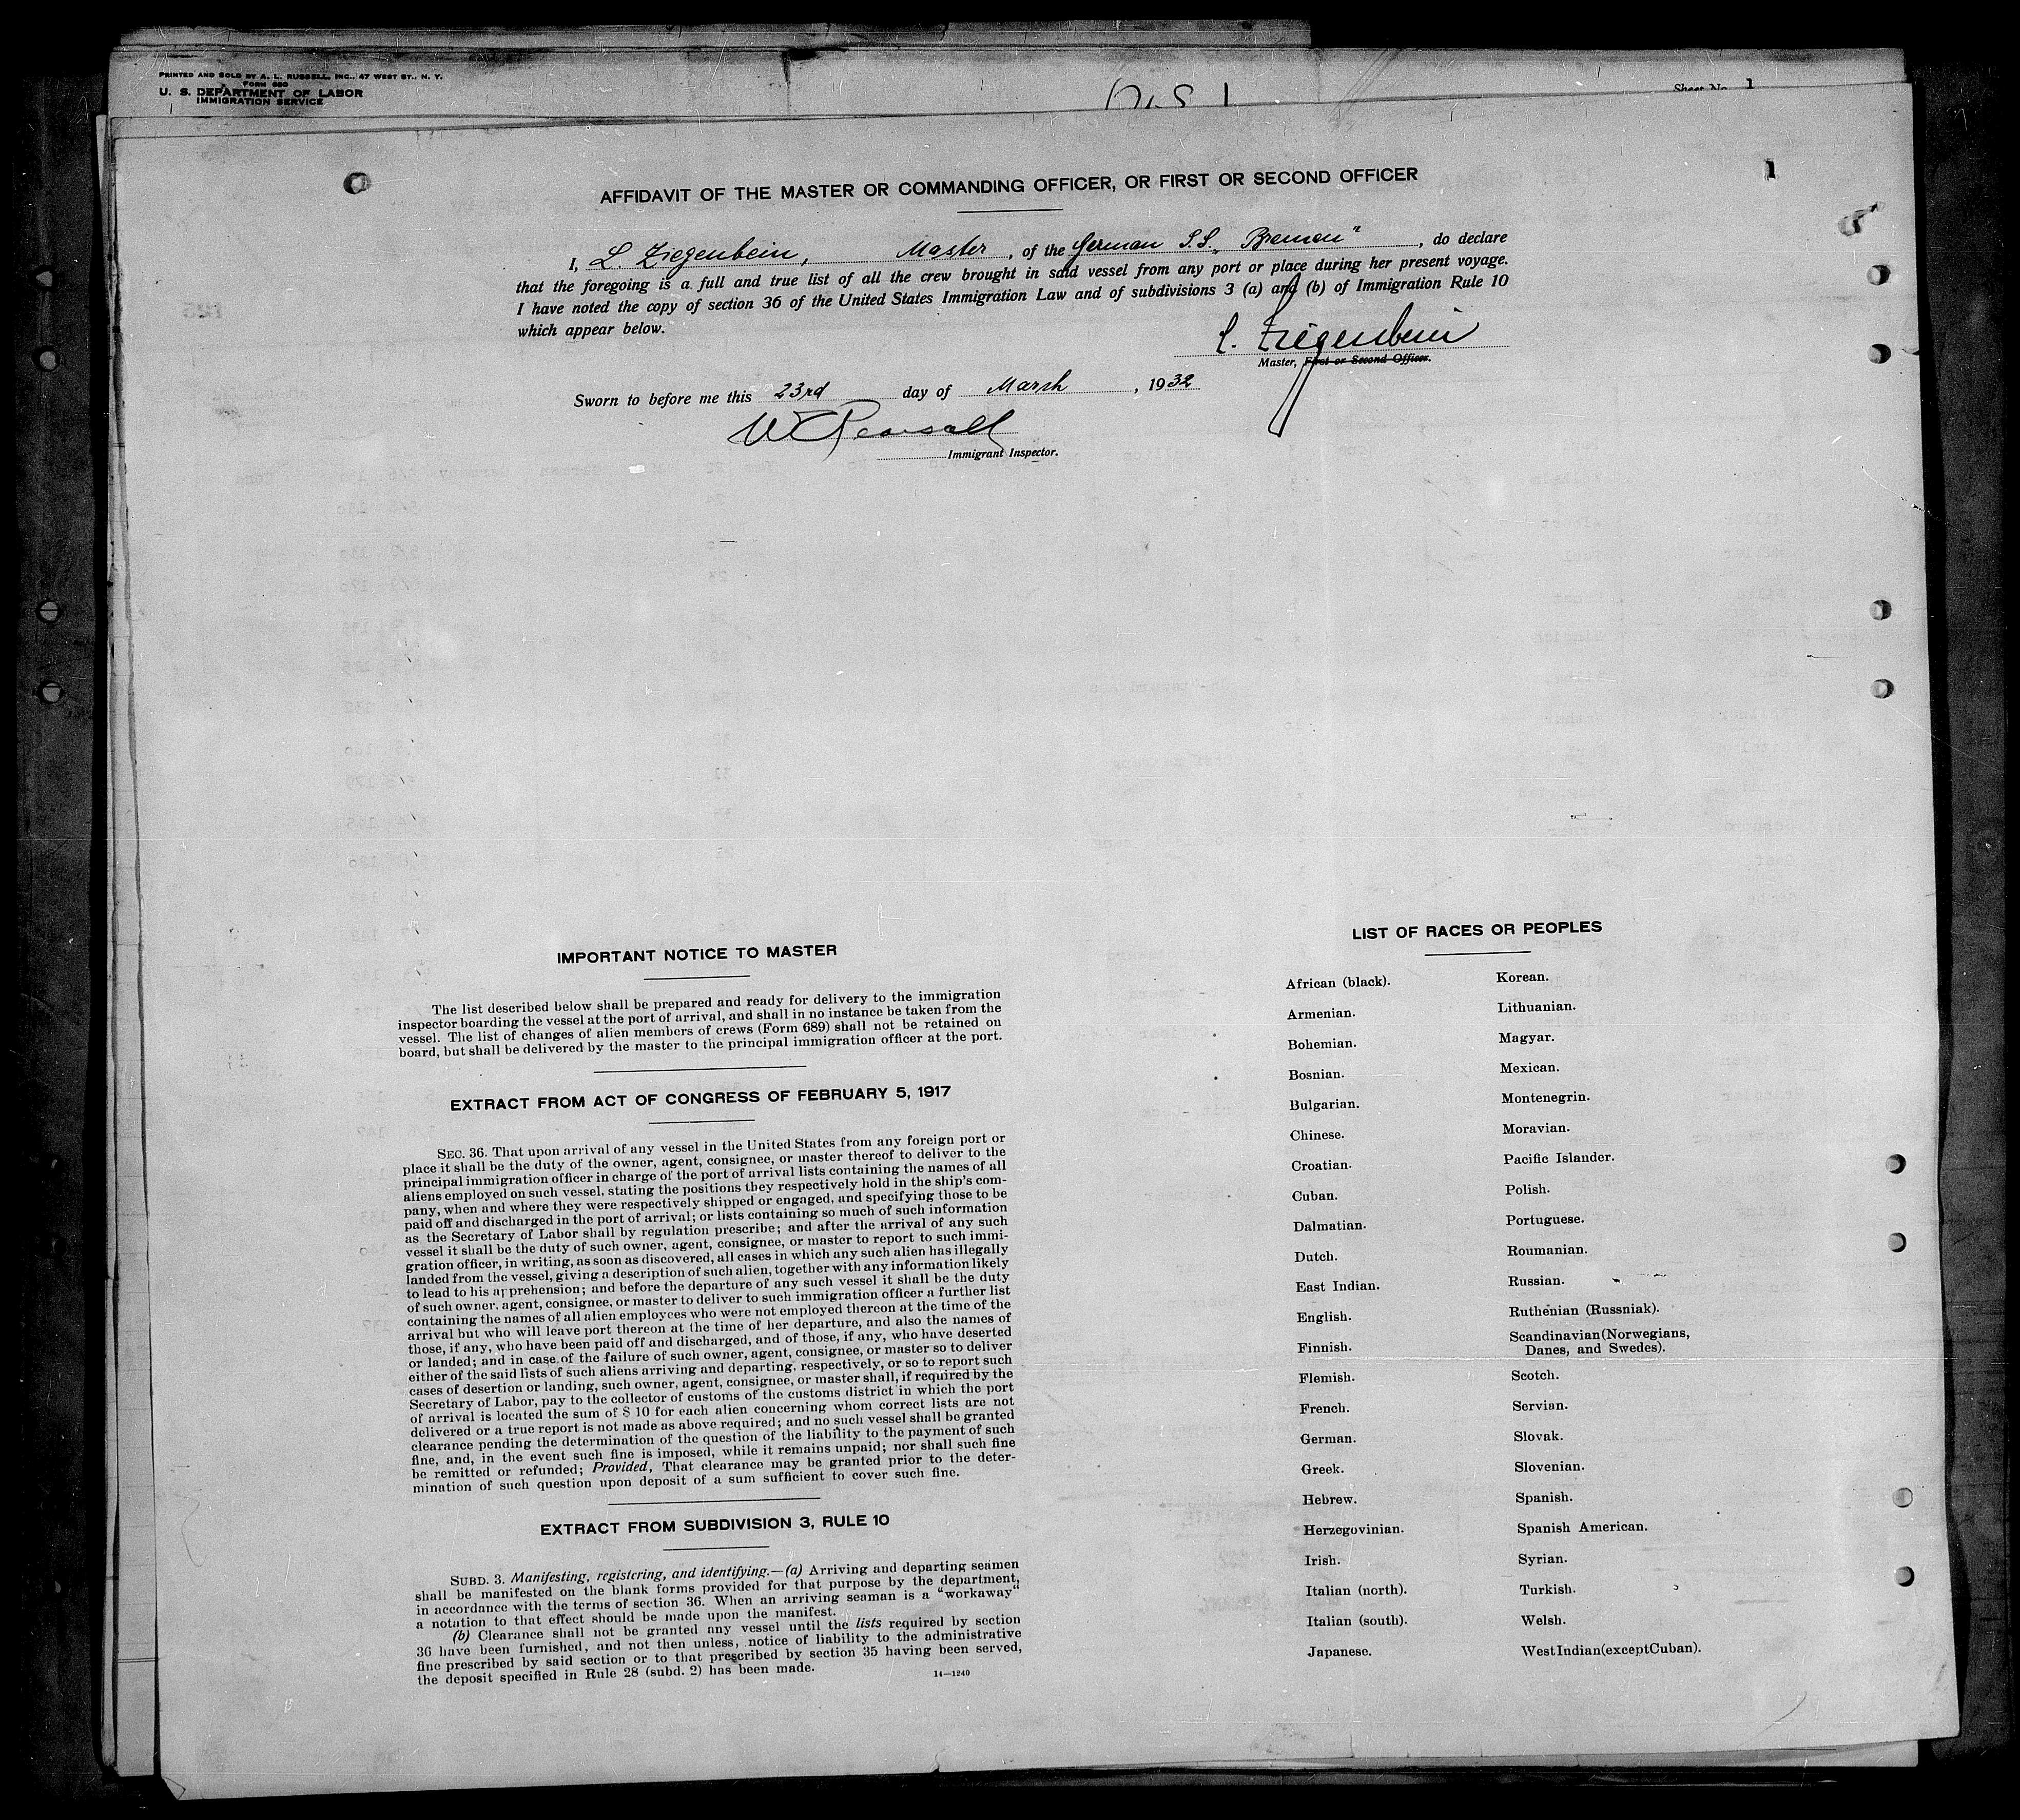 PRINTED AND SOLD BY A. L. RUSSELL, INC., 47 WEST ST., N. Y.
FORM 680
U. S. DEPARTMENT OF LABOR
IMMIGRATION SERVICE
Sheet No. 1
1
AFFIDAVIT OF THE MASTER OR COMMANDING OFFICER, OR FIRST OR SECOND OFFICER
I, L. Ziegenbein, Master, of the German S.S. „Bremen", do declare
that the foregoing is a full and true list of all the crew brought in said vessel from any port or place during her present voyage.
I have noted the copy of section 36 of the United States Immigration Law and of subdivisions 3 (a) and (b) of Immigration Rule 10
which appear below.
L. Ziegenbein
Master, First or Second Officer.
Sworn to before me this 23rd day of Marsh, 1932
W Pearsall
Immigrant Inspector.
IMPORTANT NOTICE TO MASTER
The list described below shall be prepared and ready for delivery to the immigration
inspector boarding the vessel at the port of arrival, and shall in no instance be taken from the
vessel. The list of changes of alien members of crews (Form 689) shall not be retained on
board, but shall be delivered by the master to the principal immigration officer at the port.
EXTRACT FROM ACT OF CONGRESS OF FEBRUARY 5, 1917
SEC. 36. That upon arrival of any vessel in the United States from any foreign port or
place it shall be the duty of the owner, agent, consignee, or master thereof to deliver to the
principal immigration officer in charge of the port of arrival lists containing the names of all
aliens employed on such vessel, stating the positions they respectively hold in the ship's com-
pany, when and where they were respectively shipped or engaged, and specifying those to be
paid off and discharged in the port of arrival; or lists containing so much of such information
as the Secretary of Labor shall by regulation prescribe; and after the arrival of any such
vessel it shall be the duty of such owner, agent, consignee, or master to report to such immi-
gration officer, in writing, as soon as discovered, all cases in which any such alien has illegally
landed from the vessel, giving a description of such alien, together with any information likely
to lead to his apprehension; and before the departure of any such vessel it shall be the duty
of such owner, agent, consignee, or master to deliver to such immigration officer a further list
containing the names of all alien employees who were not employed thereon at the time of the
arrival but who will leave port thereon at the time of her departure, and also the names of
those, if any, who have been paid off and discharged, and of those, if any, who have deserted
or landed; and in case of the failure of such owner, agent, consignee, or master so to deliver
either of the said lists of such aliens arriving and departing, respectively, or so to report such
cases of desertion or landing, such owner, agent, consignee, or master shall, if required by the
Secretary of Labor, pay to the collector of customs of the customs district in which the port
of arrival is located the sum of $ 10 for each alien concerning whom correct lists are not
delivered or a true report is not made as above required; and no such vessel shall be granted
clearance pending the determination of the question of the liability to the payment of such
fine, and, in the event such fine is imposed, while it remains unpaid; nor shall such fine
be remitted or refunded; Provided, That clearance may be granted prior to the deter-
mination of such question upon deposit of a sum sufficient to cover such fine.
EXTRACT FROM SUBDIVISION 3, RULE 10
SUBD. 3. Manifesting, registering, and identifying.—(a) Arriving and departing seamen
shall be manifested on the blank forms provided for that purpose by the department,
in accordance with the terms of section 36. When an arriving seaman is a "workaway"
a notation to that effect should be made upon the manifest.
(b) Clearance shall not be granted any vessel until the lists required by section
36 have been furnished, and not then unless, notice of liability to the administrative
fine prescribed by said section or to that prescribed by section 35 having been served,
the deposit specified in Rule 28 (subd. 2) has been made.
14—1240
LIST OF RACES OR PEOPLES
African (black).
Armenian.
Bohemian.
Bosnian.
Bulgarian.
Chinese.
Croatian.
Cuban.
Dalmatian.
Dutch.
East Indian.
English.
Finnish.
Flemish.
French.
German.
Greek.
Hebrew.
Herzegovinian.
Irish.
Italian (north).
Italian (south).
Japanese.
Korean.
Lithuanian.
Magyar.
Mexican.
Montenegrin.
Moravian.
Pacific Islander.
Polish.
Portuguese.
Roumanian.
Russian.
Ruthenian (Russniak).
Scandinavian(Norwegians,
Danes, and Swedes).
Scotch.
Servian.
Slovak.
Slovenian.
Spanish.
Spanish American.
Syrian.
Turkish.
Welsh.
WestIndian(exceptCuban).